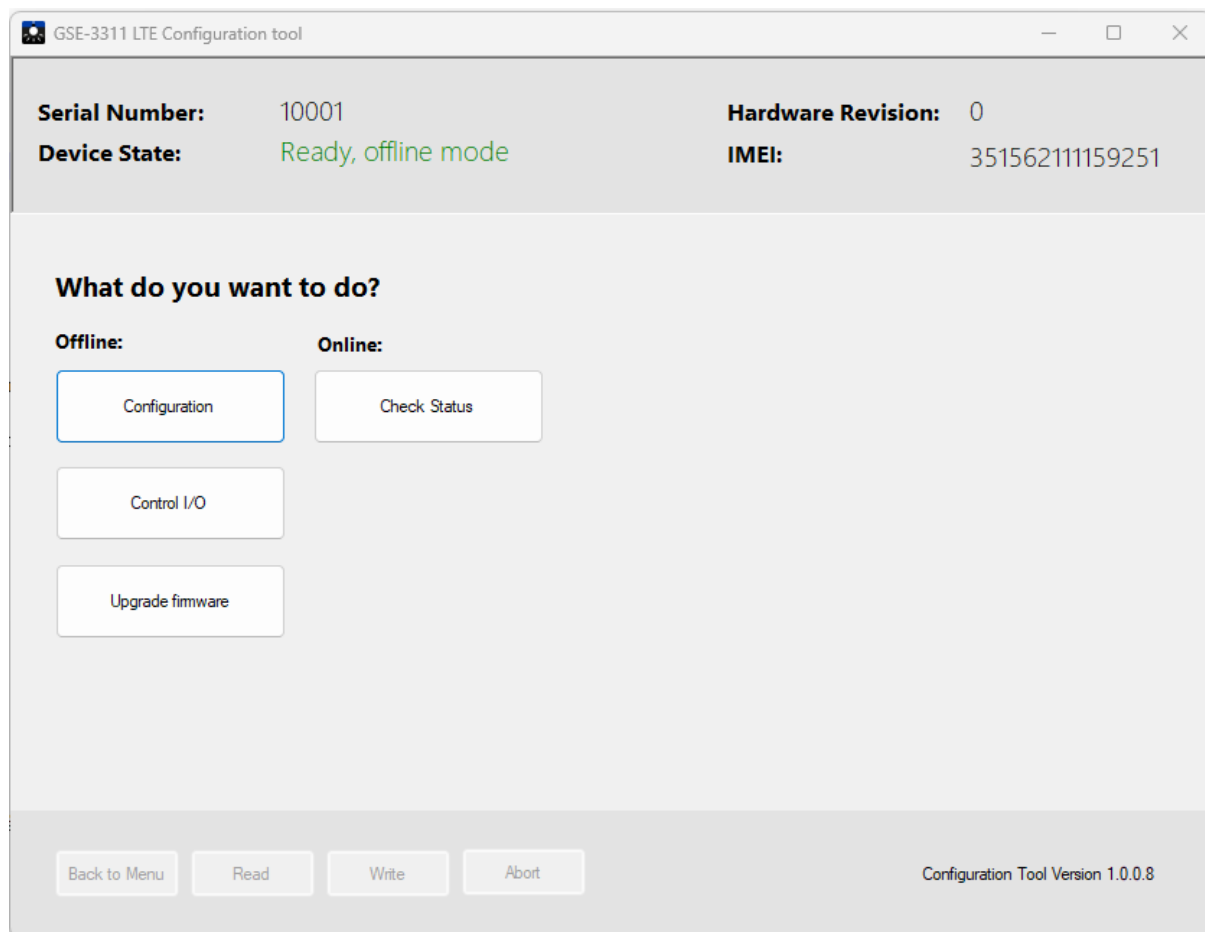 GSE-3311 LTE Configuration tool
Serial Number: 10001 Hardware Revision: 0
Device State: Ready, offline mode IMEI: 351562111159251
What do you want to do?
Offline: Online:
Configuration Check Status
Control I/O
Upgrade firmware
Back to Menu Read Write Abort Configuration Tool Version 1.0.0.8